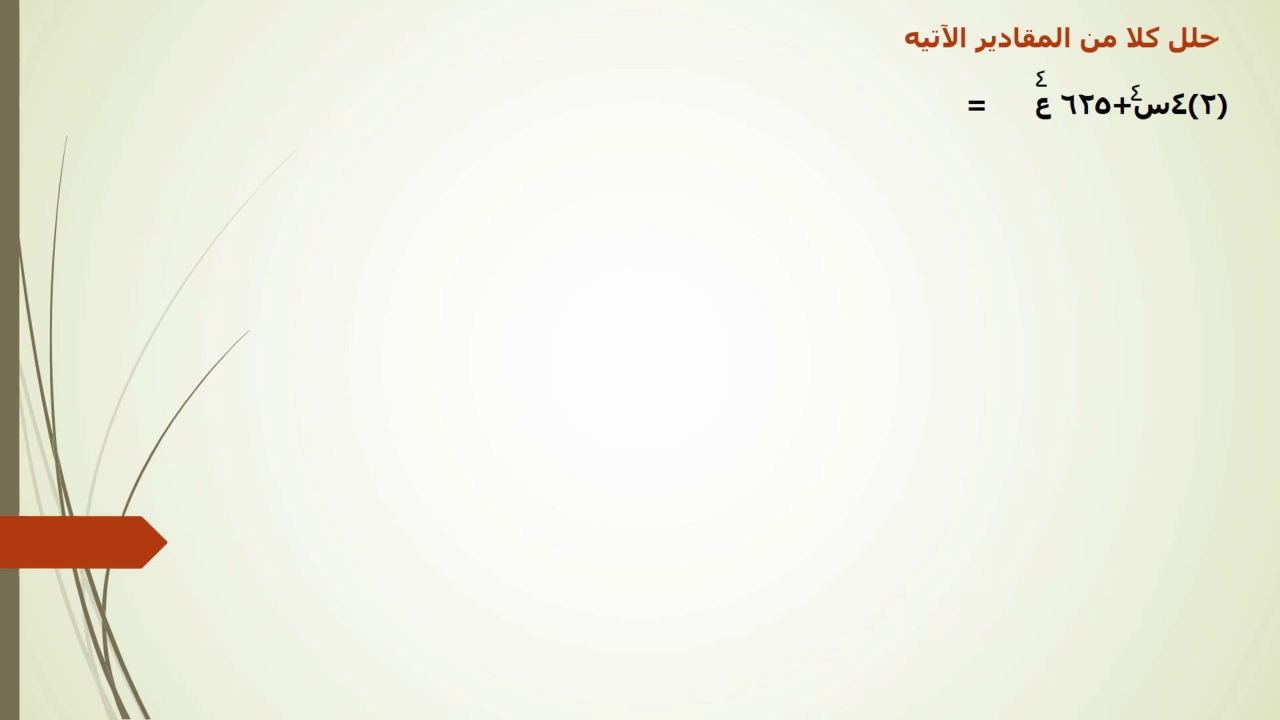 حلل كلا من المقادير الآتيه
(٢)٤س٤+٦٢٥ ع٤ =